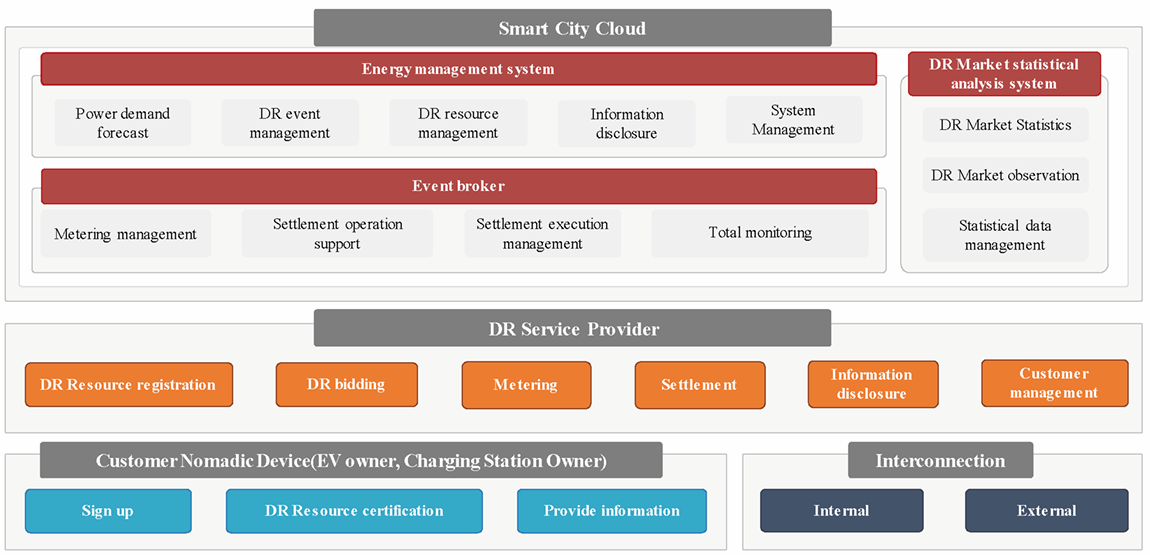 Smart City Cloud
Energy management system
Power demand
forecast
DR event
management
DR resource
management
Information
disclosure
System
Management
Event broker
Metering management
Settlement operation
support
Settlement execution
management
Total monitoring
DR Market statistical
analysis system
DR Market Statistics
DR Market observation
Statistical data
management
DR Service Provider
DR Resource registration
DR bidding
Metering
Settlement
Information
disclosure
Customer
management
Customer Nomadic Device(EV owner, Charging Station Owner)
Sign up
DR Resource certification
Provide information
Interconnection
Internal
External